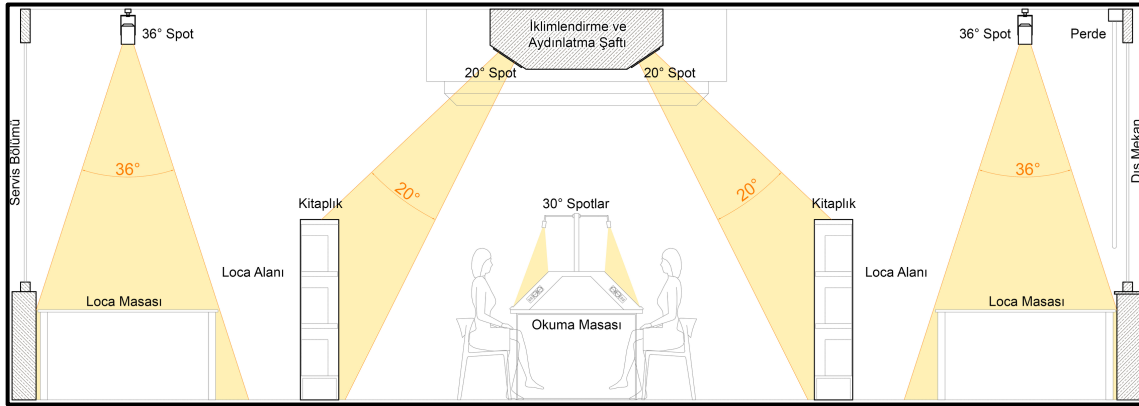 İklimlendirme ve
Aydınlatma Şaftı
36° Spot
36° Spot
Perde
20° Spot
20° Spot
Servis Bölümü
Dış Mekan
36°
20°
20°
36°
Kitaplık
30° Spotlar
Kitaplık
Loca Alanı
Loca Alanı
Loca Masası
Loca Masası
Okuma Masası